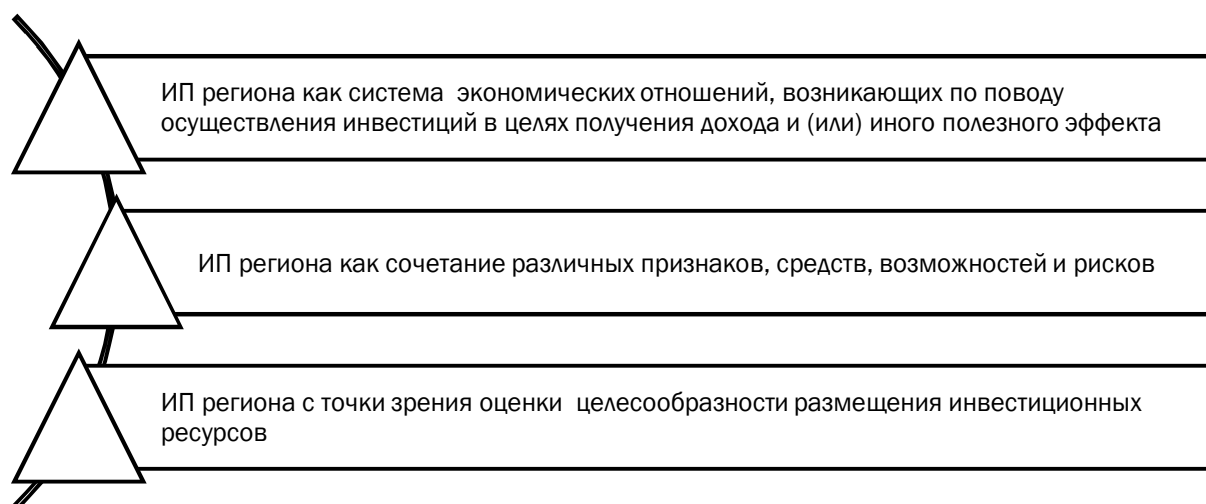 ИП региона как система экономических отношений, возникающих по поводу
осуществления инвестиций в целях получения дохода и (или) иного полезного эффекта
ИП региона как сочетание различных признаков, средств, возможностей и рисков
ИП региона с точки зрения оценки целесообразности размещения инвестиционных
ресурсов